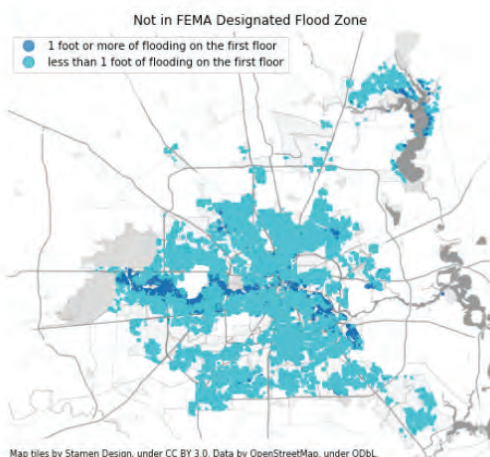 Not in FEMA Designated Flood Zone
1 foot or more of flooding on the first floor
less than 1 foot of flooding on the first floor
Map tiles by Stamen Design, under CC BY 3.0. Data by OpenStreetMap, under ODbL.